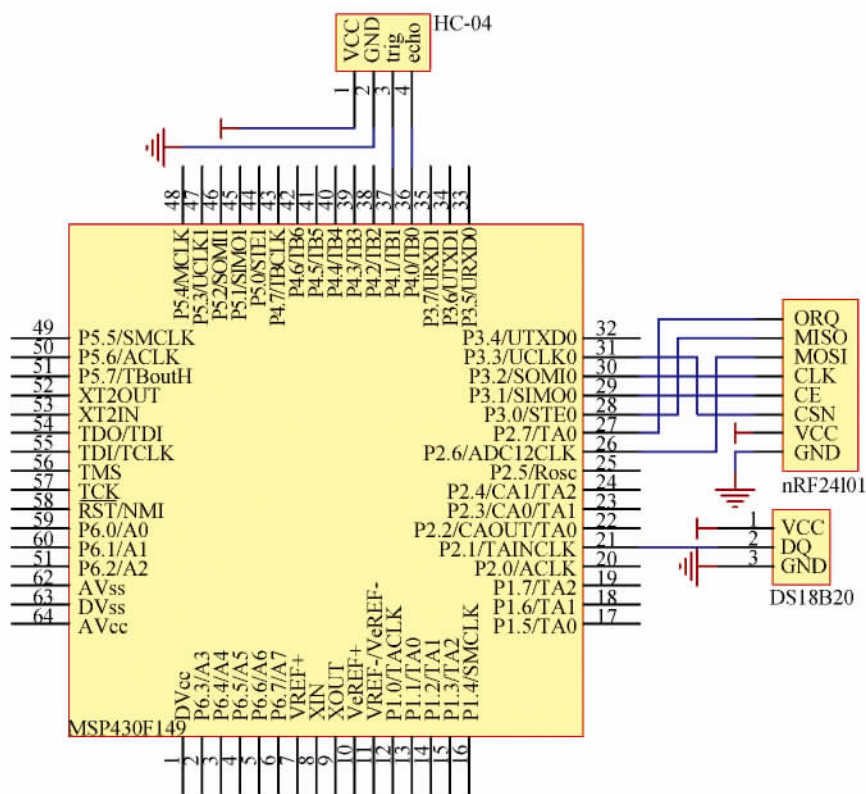 HC-04
VCC
GND
trig
echo
1
2
3
4
48
47
46
45
44
43
42
41
40
39
38
37
36
35
34
33
P5.4/MCLK
P5.3/UCLK1
P5.2/SOMI1
P5.1/SIMO1
P5.0/STE1
P4.7/TBCLK
P4.6/TB6
P4.5/TB5
P4.4/TB4
P4.3/TB3
P4.2/TB2
P4.1/TB1
P4.0/TB0
P3.7/URXD1
P3.6/UTXD1
P3.5/URXD0
49 P5.5/SMCLK
50 P5.6/ACLK
51 P5.7/TBoutH
52 XT2OUT
53 XT2IN
54 TDO/TDI
55 TDI/TCLK
56 TMS
57 TCK
58 RST/NMI
59 P6.0/A0
60 P6.1/A1
51 P6.2/A2
62 AVss
63 DVss
64 AVcc
P3.4/UTXD0 32
P3.3/UCLK0 31
P3.2/SOMI0 30
P3.1/SIMO0 29
P3.0/STE0 28
P2.7/TA0 27
P2.6/ADC12CLK 26
P2.5/Rosc 25
P2.4/CA1/TA2 24
P2.3/CA0/TA1 23
P2.2/CAOUT/TA0 22
P2.1/TAINCLK 21
P2.0/ACLK 20
P1.7/TA2 19
P1.6/TA1 18
P1.5/TA0 17
ORQ
MISO
MOSI
CLK
CE
CSN
VCC
GND
nRF24I01
1 VCC
2 DQ
3 GND
DS18B20
DVcc
P6.3/A3
P6.4/A4
P6.5/A5
P6.6/A6
P6.7/A7
VREF+
XIN
XOUT
VeREF+
VREF-/VeREF-
P1.0/TACLK
P1.1/TA0
P1.2/TA1
P1.3/TA2
P1.4/SMCLK
MSP430F149
1
2
3
4
5
6
7
8
9
10
11
12
13
14
15
16